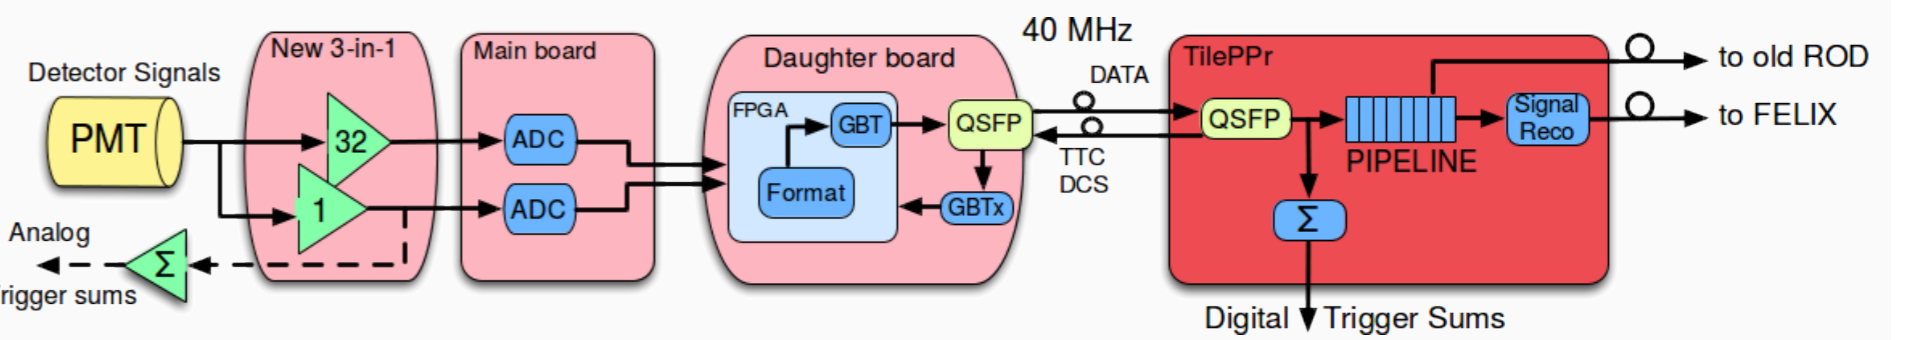 Detector Signals
PMT
New 3-in-1
32
1
Analog
Σ
rigger sums
Main board
ADC
ADC
Daughter board
FPGA
GBT
Format
QSFP
GBTx
40 MHz
DATA
TTC
DCS
TilePPr
QSFP
PIPELINE
Signal
Reco
Σ
Digital Trigger Sums
to old ROD
to FELIX